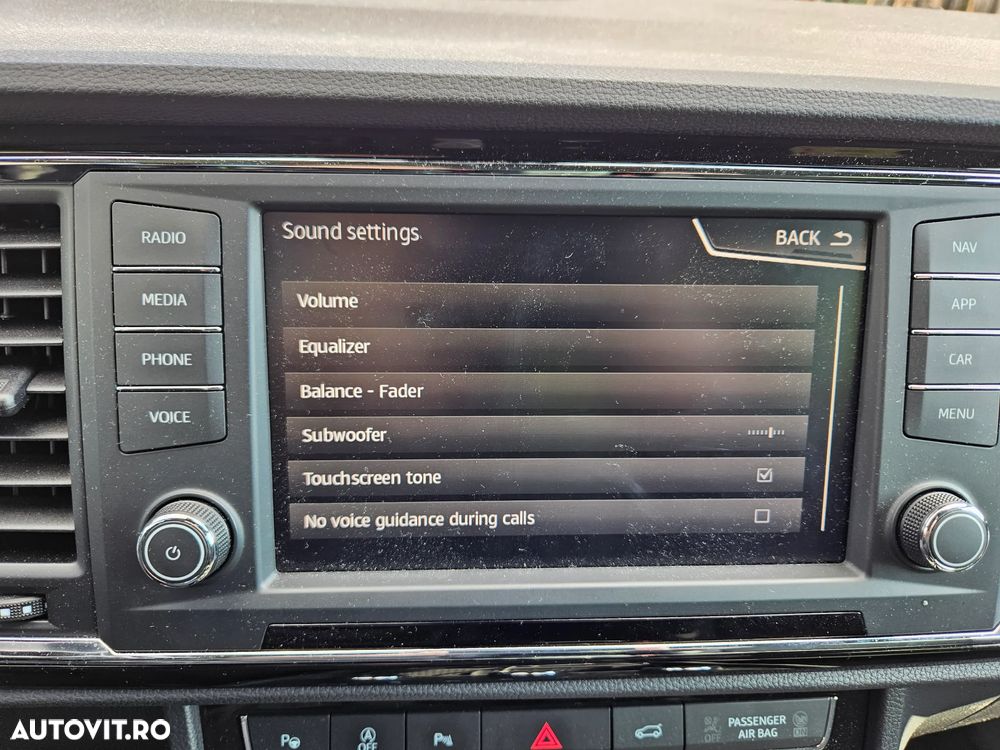 Sound settings
BACK
RADIO
MEDIA
PHONE
VOICE
Volume
Equalizer
Balance - Fader
Subwoofer
Touchscreen tone
No voice guidance during calls
NAV
APP
CAR
MENU
P
A
OFF
P
OFF
PASSENGER
AIR BAG
ON
AUTOVIT.RO